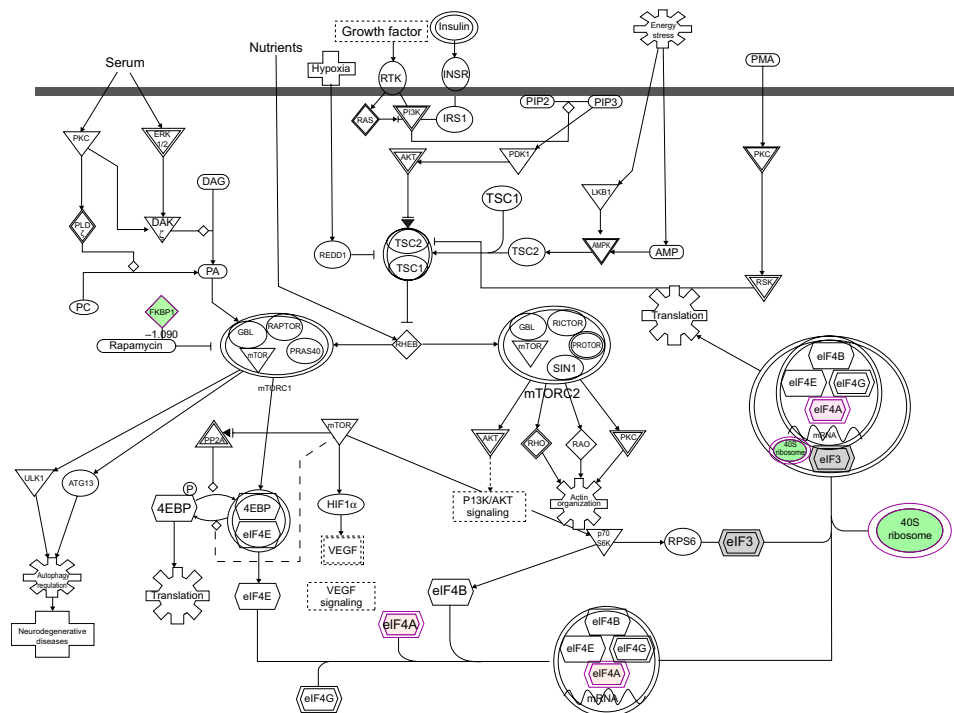 Growth factor
Insulin
Energy
stress
Nutrients
Hypoxia
Serum
RTK
INSR
PMA
PIP2
PIP3
RAS
PI3K
IRS1
PKC
ERK
1/2
AKT
PDK1
PKC
DAG
LKB1
TSC1
PLD
ζ
DAK
ζ
TSC2
TSC1
REDD1
TSC2
AMPK
AMP
PA
RSK
PC
FKBP1
–1.090
Rapamycin
GBL
RAPTOR
mTOR
PRAS40
mTORC1
RHEB
GBL
RICTOR
mTOR
PROTOR
SIN1
mTORC2
Translation
eIF4B
eIF4E
eIF4G
eIF4A
mRNA
40S
ribosome
eIF3
PP2A
mTOR
AKT
RHO
RAO
PKC
ULK1
ATG13
P
4EBP
4EBP
eIF4E
HIF1α
P13K/AKT
signaling
Actin
organization
p70
S6K
RPS6
eIF3
40S
ribosome
VEGF
Autophagy
regulation
Translation
eIF4E
VEGF
signaling
eIF4B
Neurodegenerative
diseases
eIF4A
eIF4B
eIF4E
eIF4G
eIF4A
mRNA
eIF4G